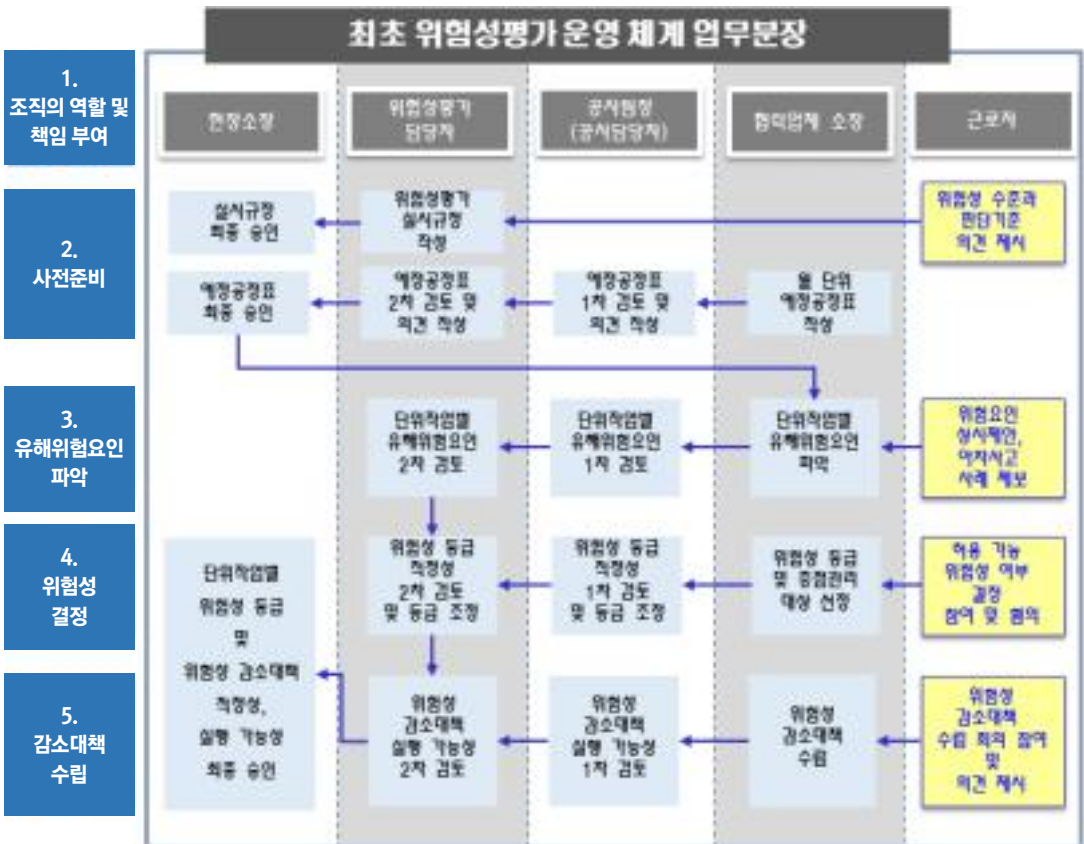 최초 위험성평가 운영 체계 업무분장
1.
조직의 역할 및
책임 부여
현장소장
위험성평가
담당자
공사팀장
(공사담당자)
협력업체 소장
근로자
2.
사전준비
실시규정
최종 승인
위험성평가
실시규정
작성
위험성 수준과
판단기준
의견 제시
예정공정표
최종 승인
예정공정표
2차 검토 및
의견 작성
예정공정표
1차 검토 및
의견 작성
월 단위
예정공정표
작성
3.
유해위험요인
파악
단위작업별
유해위험요인
2차 검토
단위작업별
유해위험요인
1차 검토
단위작업별
유해위험요인
파악
위험요인
상시제안,
아차사고
사례 제보
4.
위험성
결정
단위작업별
위험성 등급
및
위험성 감소대책
적정성,
실행 가능성
최종 승인
위험성 등급
적정성
2차 검토
및 등급 조정
위험성 등급
적정성
1차 검토
및 등급 조정
위험성 등급
및 중점관리
대상 선정
허용 가능
위험성 여부
결정
참여 및 협의
5.
감소대책
수립
위험성
감소대책
실행 가능성
2차 검토
위험성
감소대책
실행 가능성
1차 검토
위험성
감소대책
수립
위험성
감소대책
수립 회의 참여
및
의견 제시